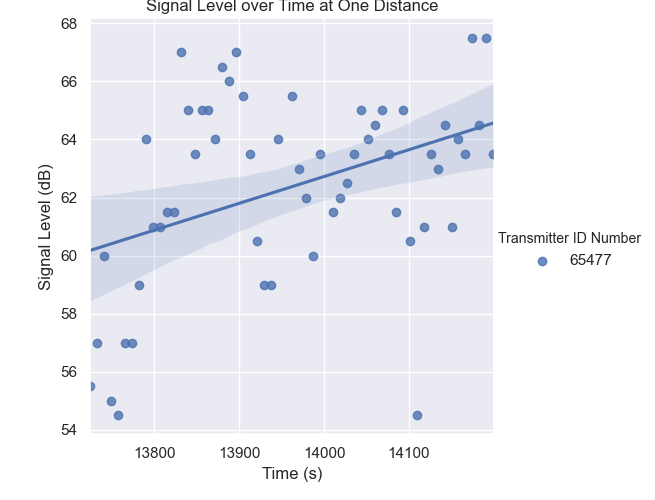 Signal Level over Time at One Distance
68
66
64
62
60
58
56
54
Signal Level (dB)
13800 13900 14000 14100
Time (s)
Transmitter ID Number
65477